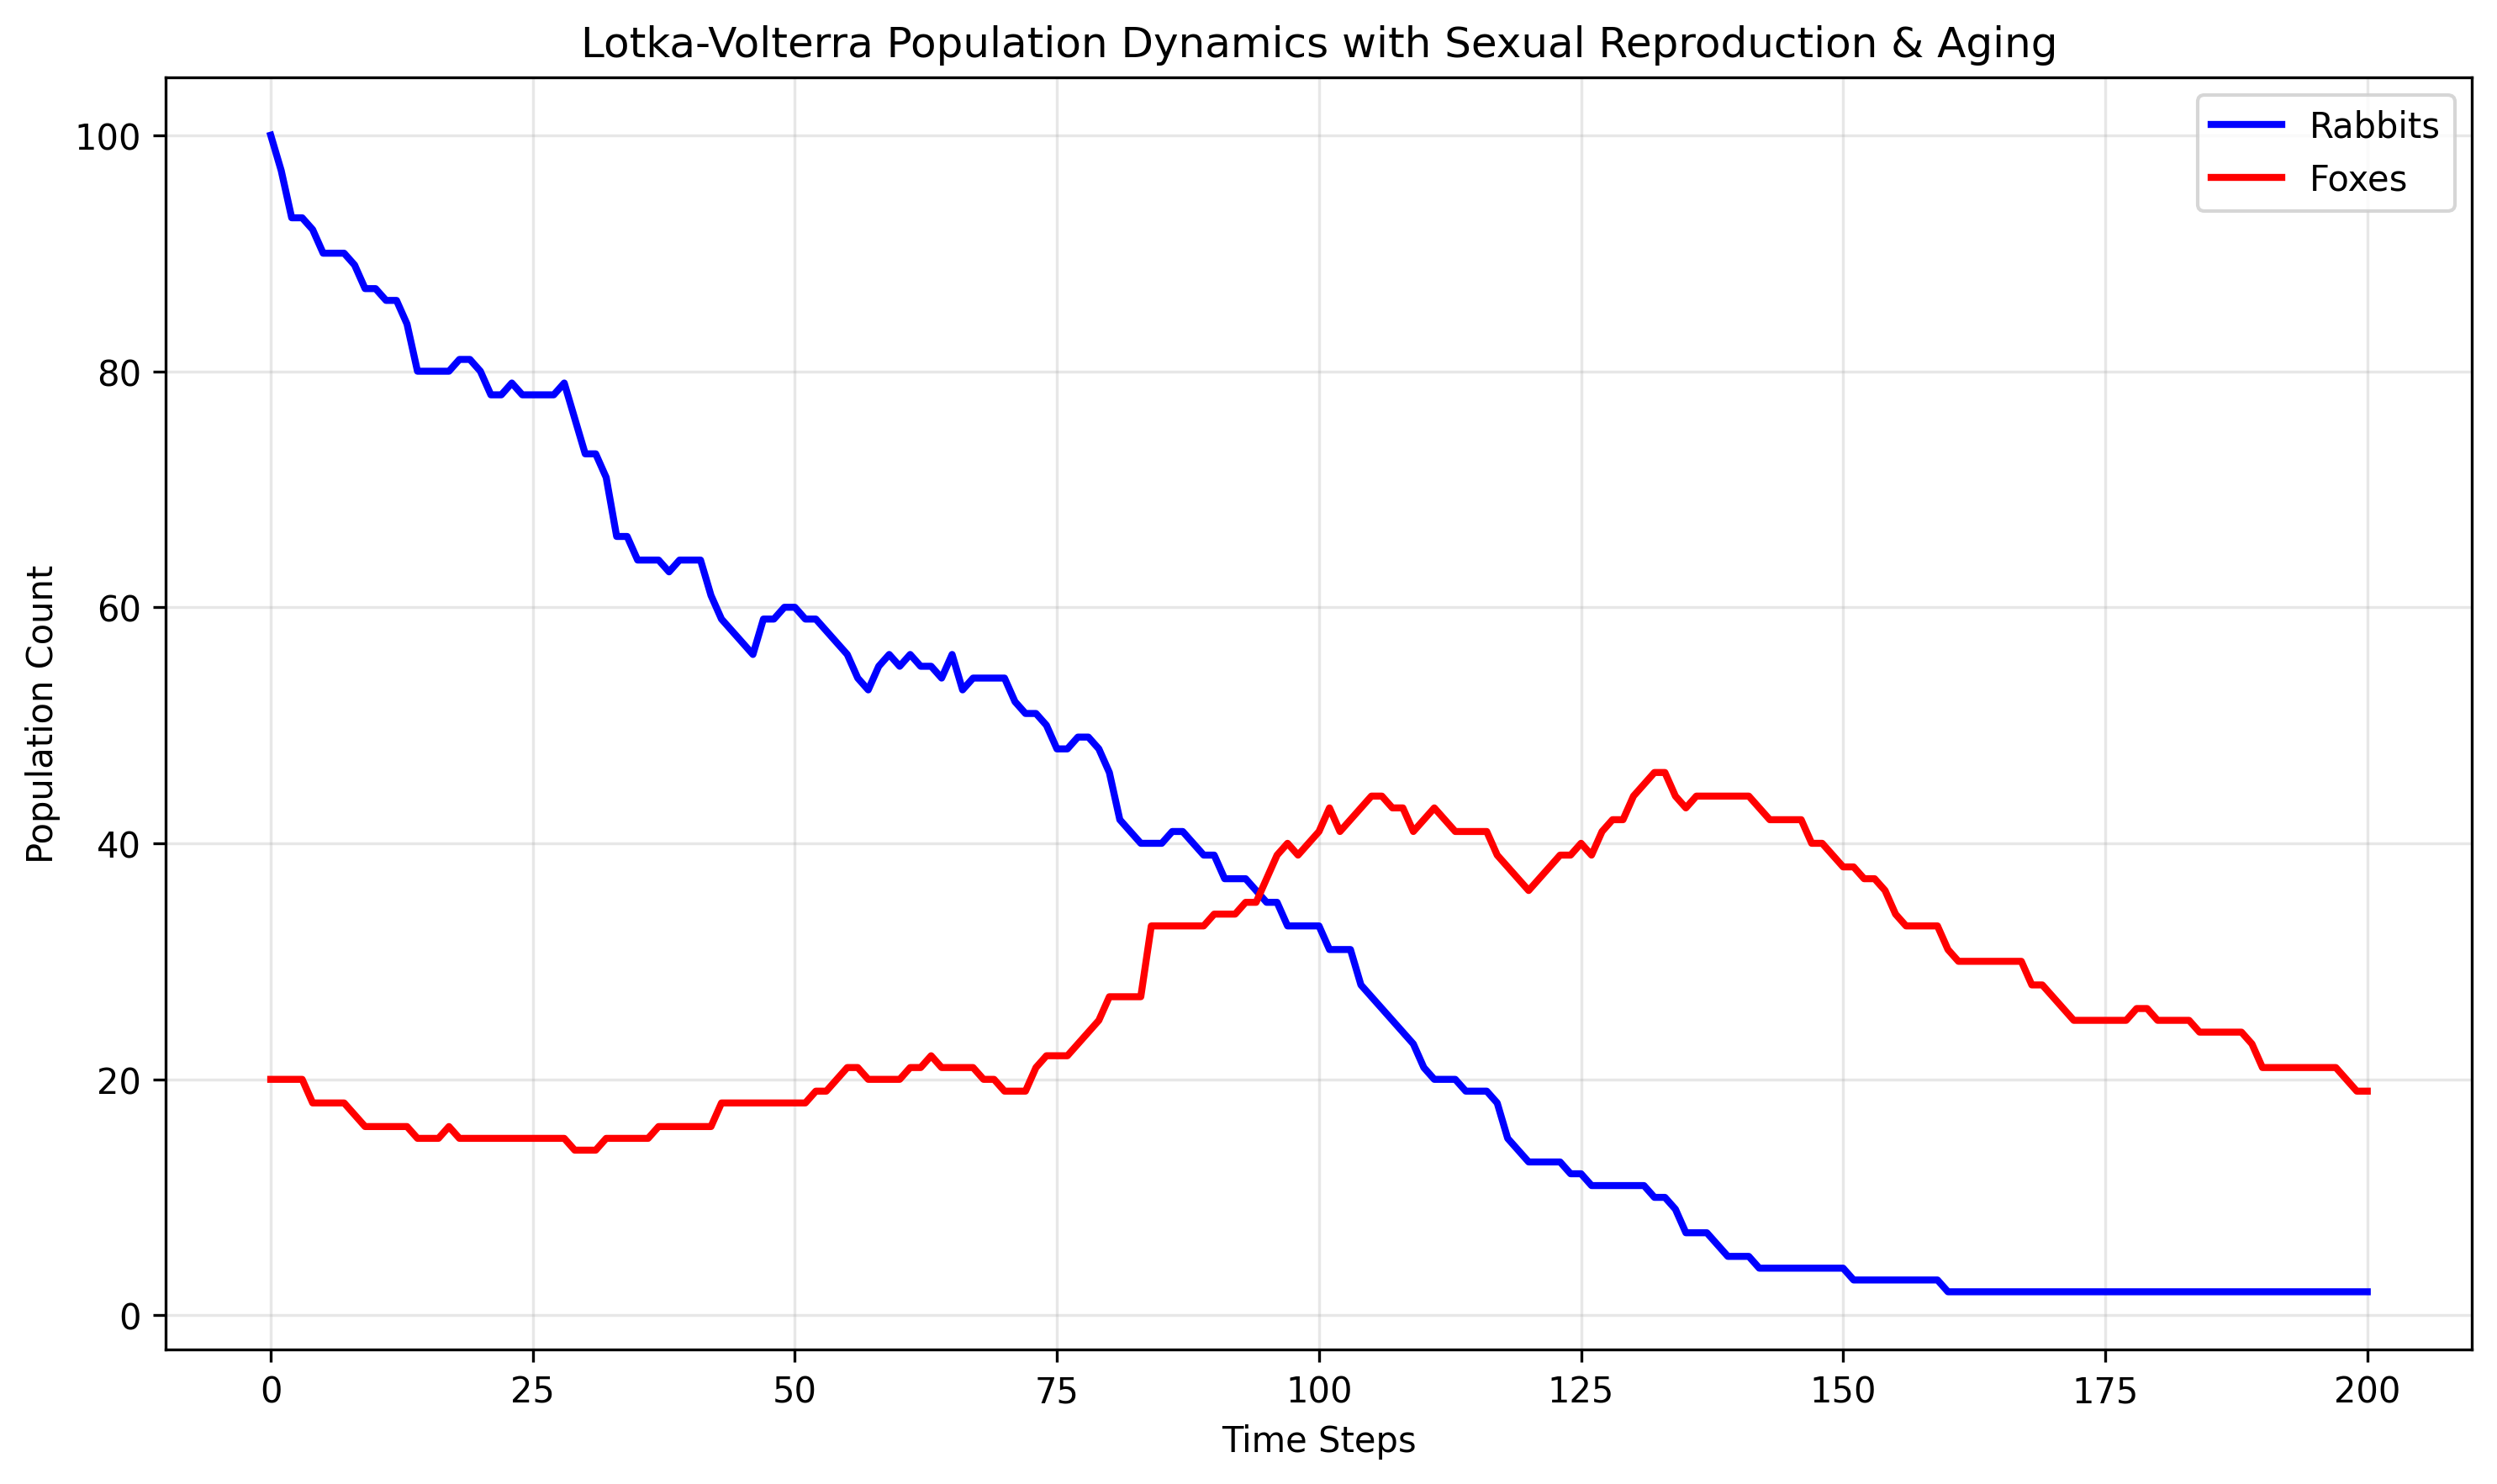 Lotka-Volterra Population Dynamics with Sexual Reproduction & Aging
Rabbits
Foxes
Population Count
100
80
60
40
20
0
0 25 50 75 100 125 150 175 200
Time Steps